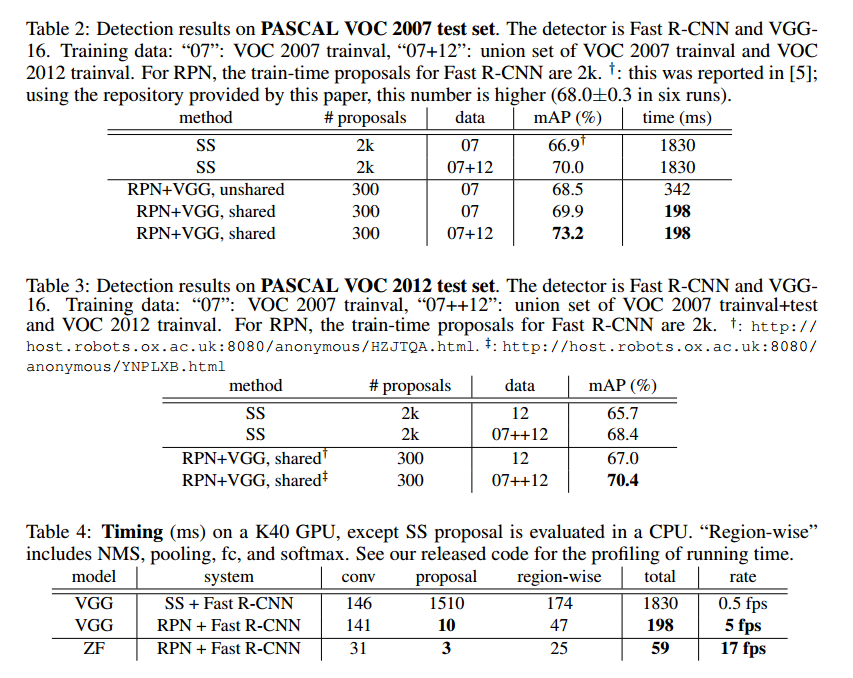 Table 2: Detection results on PASCAL VOC 2007 test set. The detector is Fast R-CNN and VGG-
16. Training data: “07”: VOC 2007 trainval, “07+12”: union set of VOC 2007 trainval and VOC
2012 trainval. For RPN, the train-time proposals for Fast R-CNN are 2k. †: this was reported in [5];
using the repository provided by this paper, this number is higher (68.0±0.3 in six runs).
method # proposals data mAP (%) time (ms)
SS 2k 07 66.9† 1830
SS 2k 07+12 70.0 1830
RPN+VGG, unshared 300 07 68.5 342
RPN+VGG, shared 300 07 69.9 198
RPN+VGG, shared 300 07+12 73.2 198
Table 3: Detection results on PASCAL VOC 2012 test set. The detector is Fast R-CNN and VGG-
16. Training data: “07”: VOC 2007 trainval, “07++12”: union set of VOC 2007 trainval+test
and VOC 2012 trainval. For RPN, the train-time proposals for Fast R-CNN are 2k. †: http://
host.robots.ox.ac.uk:8080/anonymous/HZJTQA.html. ‡: http://host.robots.ox.ac.uk:8080/
anonymous/YNPLXB.html
method # proposals data mAP (%)
SS 2k 12 65.7
SS 2k 07++12 68.4
RPN+VGG, shared† 300 12 67.0
RPN+VGG, shared‡ 300 07++12 70.4
Table 4: Timing (ms) on a K40 GPU, except SS proposal is evaluated in a CPU. “Region-wise”
includes NMS, pooling, fc, and softmax. See our released code for the profiling of running time.
model system conv proposal region-wise total rate
VGG SS + Fast R-CNN 146 1510 174 1830 0.5 fps
VGG RPN + Fast R-CNN 141 10 47 198 5 fps
ZF RPN + Fast R-CNN 31 3 25 59 17 fps